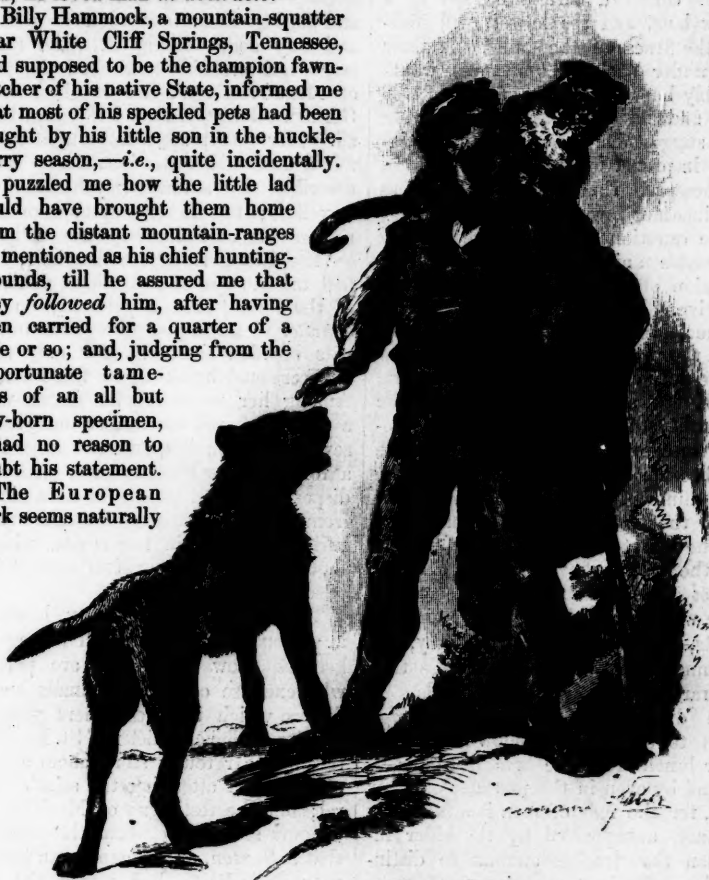 Billy Hammock, a mountain-squatter
ar White Cliff Springs, Tennessee,
d supposed to be the champion fawn-
tcher of his native State, informed me
at most of his speckled pets had been
ught by his little son in the huckle-
rry season,—i.e., quite incidentally.
puzzled me how the little lad
uld have brought them home
m the distant mountain-ranges
mentioned as his chief hunting-
unds, till he assured me that
ey followed him, after having
en carried for a quarter of a
e or so; and, judging from the
portunate tame-
s of an all but
y-born specimen,
had no reason to
ubt his statement.
The European
rk seems naturally